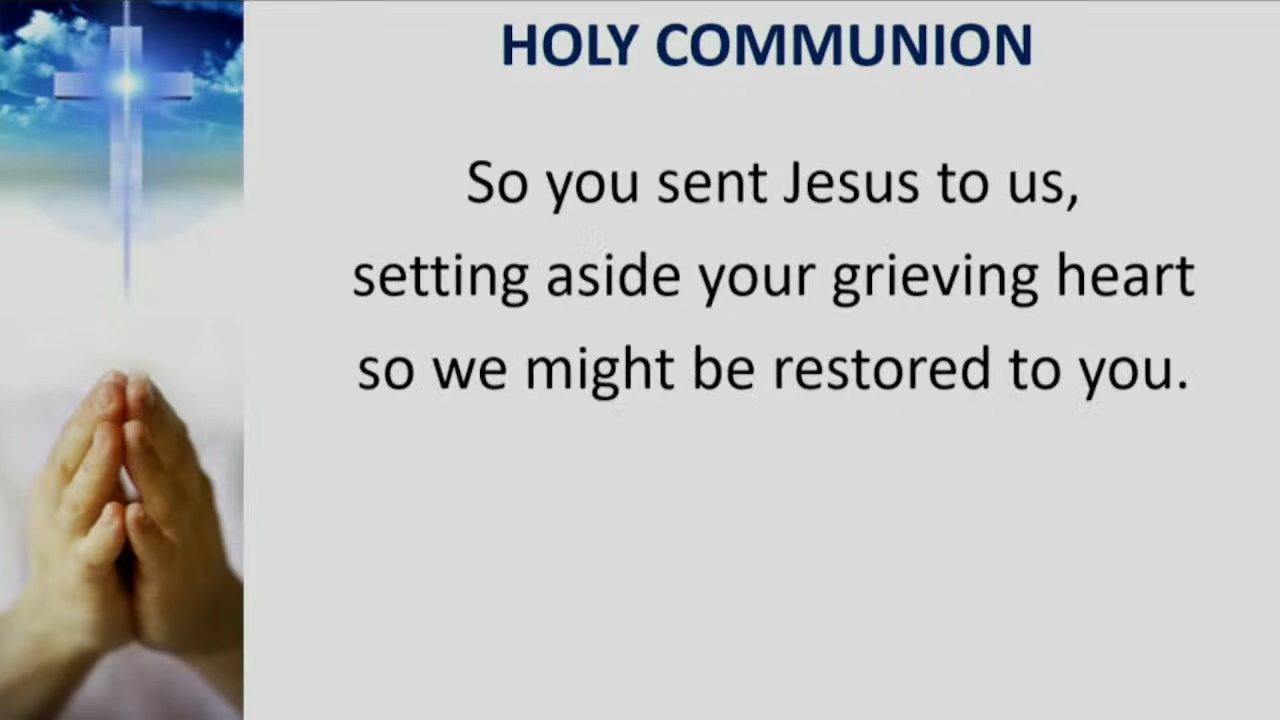 HOLY COMMUNION
So you sent Jesus to us,
setting aside your grieving heart
so we might be restored to you.